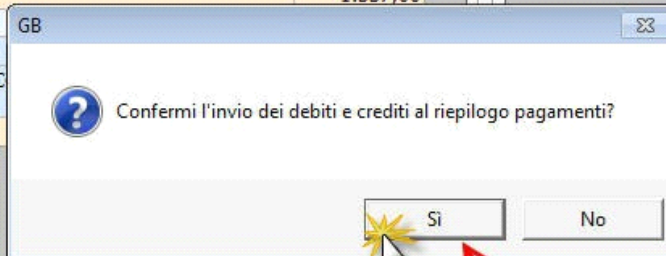 GB
Confermi l'invio dei debiti e crediti al riepilogo pagamenti?
Sì
No